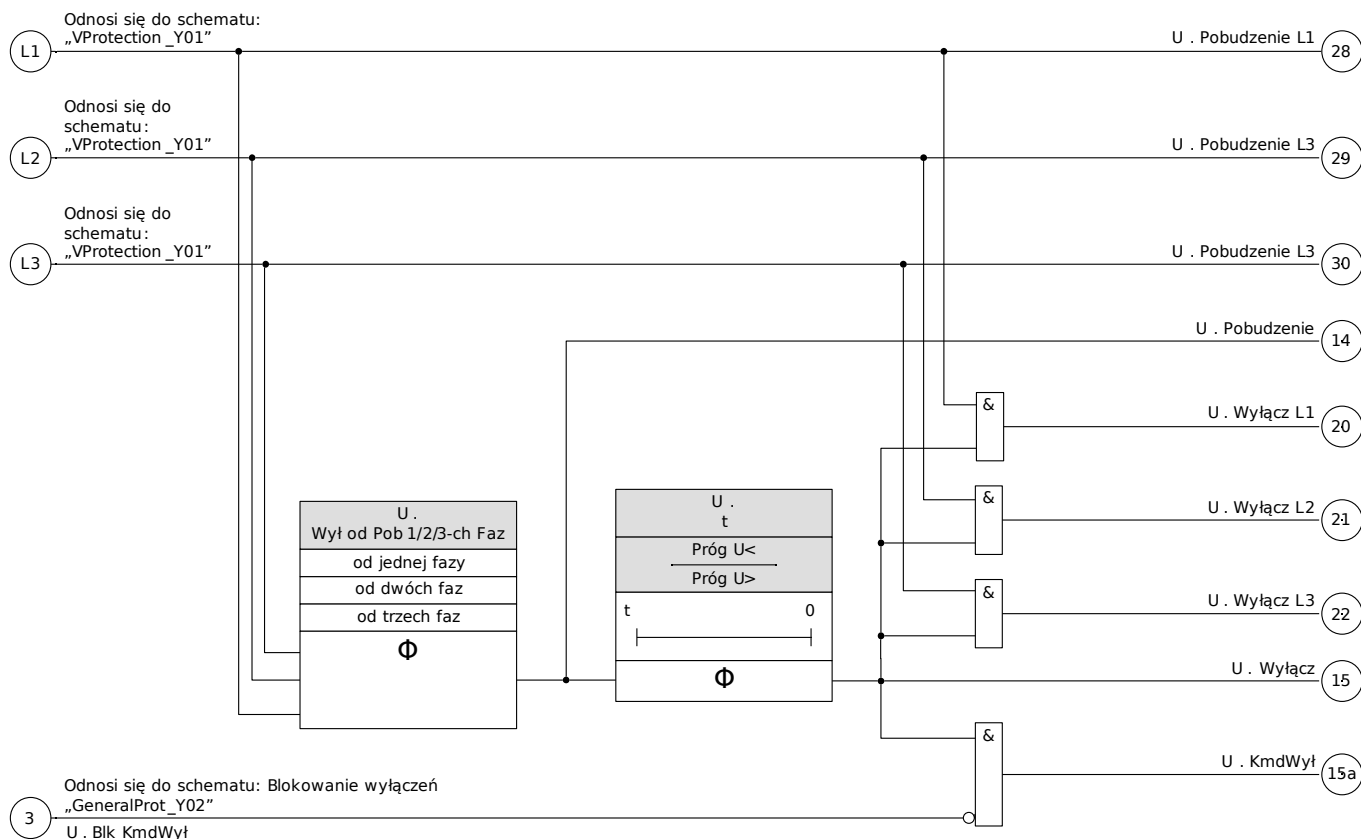 Odnosi się do schematu:
„VProtection _Y01”
L1
U . Pobudzenie L1
28
Odnosi się do
schematu:
„VProtection _Y01”
L2
U . Pobudzenie L3
29
Odnosi się do
schematu:
„VProtection _Y01”
L3
U . Pobudzenie L3
30
U . Pobudzenie
14
&
U . Wyłącz L1
20
&
U . Wyłącz L2
21
&
U . Wyłącz L3
22
U .
Wył od Pob 1/2/3-ch Faz
od jednej fazy
od dwóch faz
od trzech faz
Φ
U .
t
Próg U<
Próg U>
t 0
Φ
U . Wyłącz
15
&
U . KmdWył
15a
Odnosi się do schematu: Blokowanie wyłączeń
„GeneralProt _Y02”
3
U . Blk KmdWył